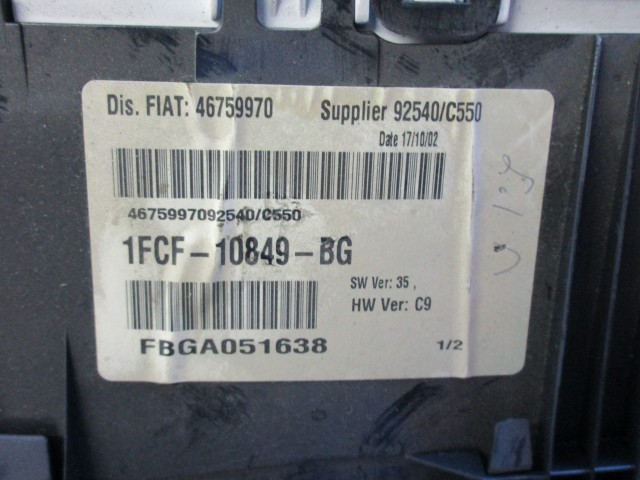 Dis. FIAT: 46759970 Supplier 92540/C550
Date 17/10/02
4675997092540/C550
1FCF-10849-BG
SW Ver: 35 ,
HW Ver: C9
FBGA051638 1/2